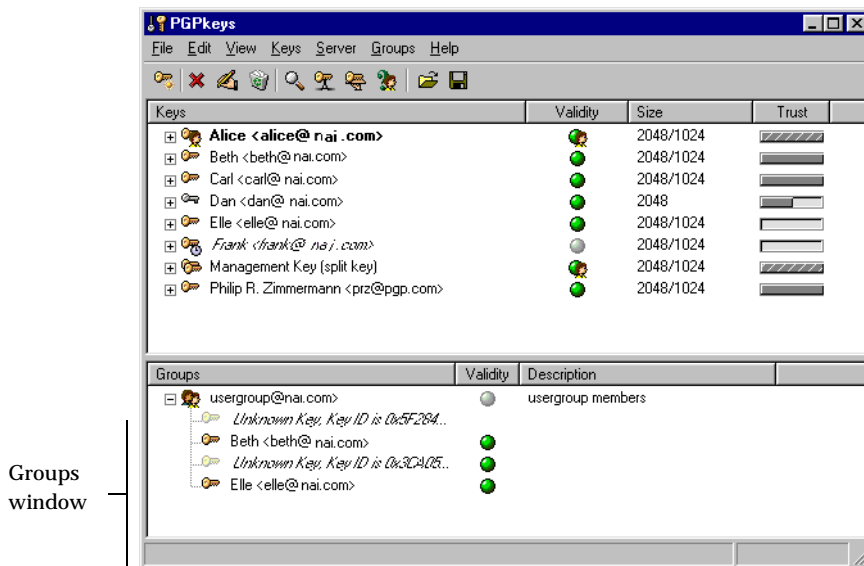 PGPkeys
File Edit View Keys Server Groups Help
Keys Validity Size Trust
Alice <alice@ nai.com> 2048/1024
Beth <beth@ nai.com> 2048/1024
Carl <carl@ nai.com> 2048/1024
Dan <dan@ nai.com> 2048
Elle <elle@ nai.com> 2048/1024
Frank <frank@ nai.com> 2048/1024
Management Key (split key) 2048/1024
Philip R. Zimmermann <prz@pgp.com> 2048/1024
Groups Validity Description
usergroup@nai.com> usergroup members
Unknown Key, Key ID is 0x5F264...
Beth <beth@ nai.com>
Unknown Key, Key ID is 0x3CA05...
Elle <elle@ nai.com>
Groups
window